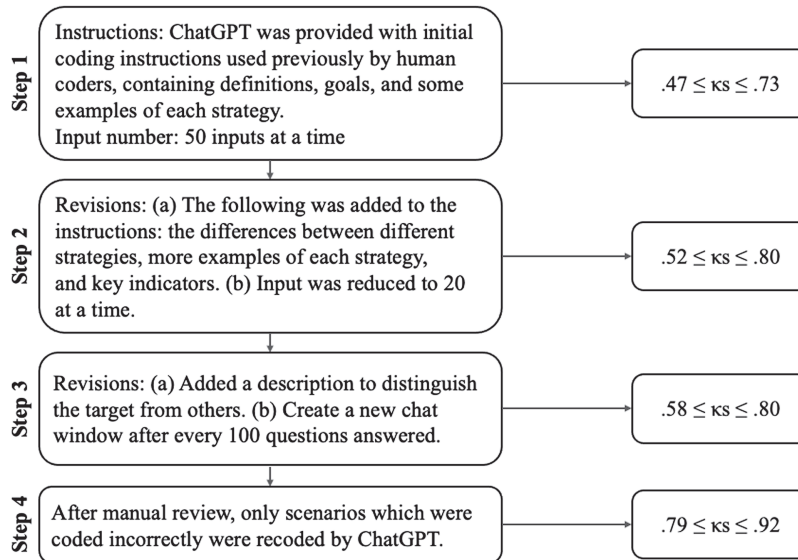 Step 1
Instructions: ChatGPT was provided with initial
coding instructions used previously by human
coders, containing definitions, goals, and some
examples of each strategy.
Input number: 50 inputs at a time
.47 ≤ κs ≤ .73
Step 2
Revisions: (a) The following was added to the
instructions: the differences between different
strategies, more examples of each strategy,
and key indicators. (b) Input was reduced to 20
at a time.
.52 ≤ κs ≤ .80
Step 3
Revisions: (a) Added a description to distinguish
the target from others. (b) Create a new chat
window after every 100 questions answered.
.58 ≤ κs ≤ .80
Step 4
After manual review, only scenarios which were
coded incorrectly were recoded by ChatGPT.
.79 ≤ κs ≤ .92